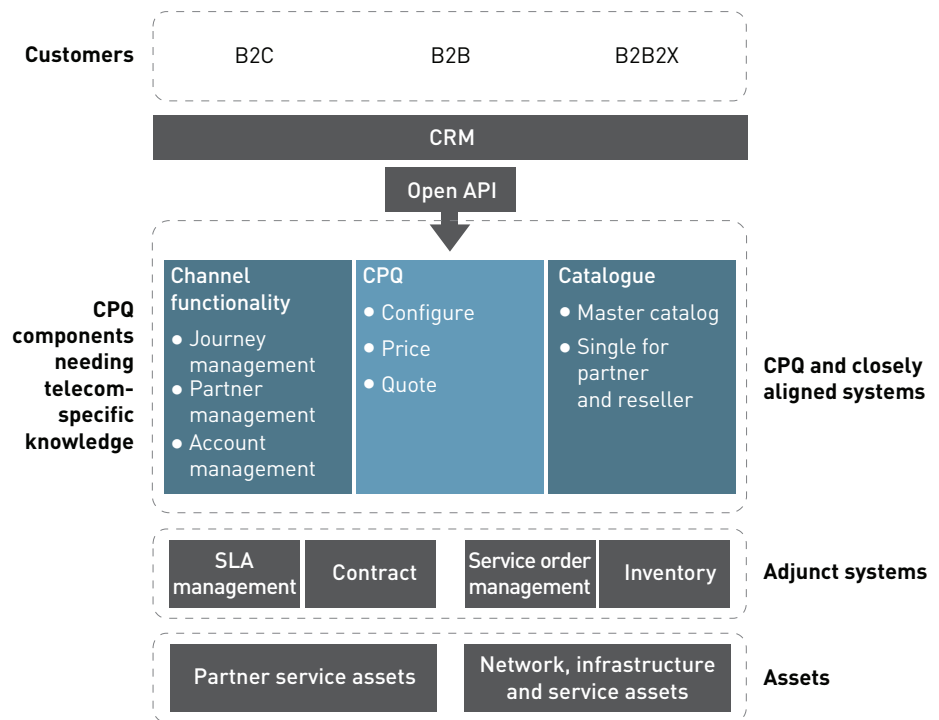 Customers
B2C
B2B
B2B2X
CRM
Open API
CPQ
components
needing
telecom-
specific
knowledge
Channel
functionality
• Journey
management
• Partner
management
• Account
management
CPQ
• Configure
• Price
• Quote
Catalogue
• Master catalog
• Single for
partner
and reseller
CPQ and closely
aligned systems
SLA
management
Contract
Service order
management
Inventory
Adjunct systems
Partner service assets
Network, infrastructure
and service assets
Assets